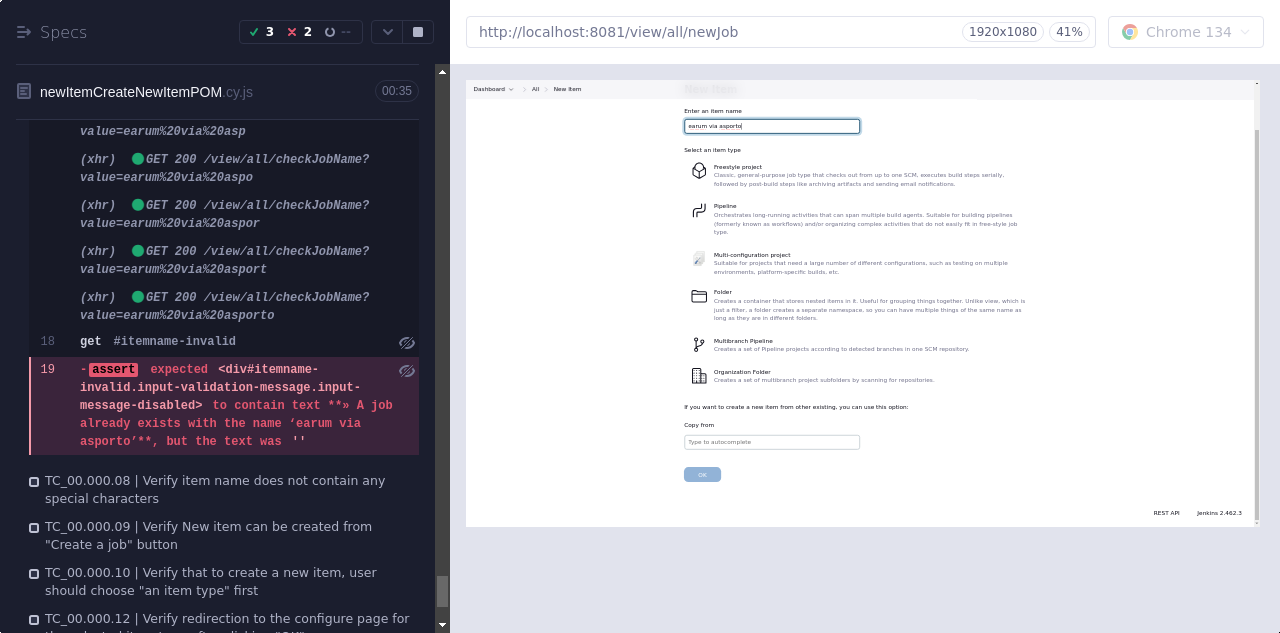 Specs
3 2 --
http://localhost:8081/view/all/newJob
1920x1080
41%
Chrome 134
newItemCreateNewItemPOM.cy.js
00:35
value=earum%20via%20asp
(xhr) GET 200 /view/all/checkJobName?
value=earum%20via%20aspo
(xhr) GET 200 /view/all/checkJobName?
value=earum%20via%20aspor
(xhr) GET 200 /view/all/checkJobName?
value=earum%20via%20asport
(xhr) GET 200 /view/all/checkJobName?
value=earum%20via%20asporto
18 get #itemname-invalid
19 -assert expected <div#itemname-
invalid.input-validation-message.input-
message-disabled> to contain text **» A job
already exists with the name ‘earum via
asporto’**, but the text was ''
TC_00.000.08 | Verify item name does not contain any
special characters
TC_00.000.09 | Verify New item can be created from
"Create a job" button
TC_00.000.10 | Verify that to create a new item, user
should choose "an item type" first
TC_00.000.12 | Verify redirection to the configure page for
Dashboard
All
New Item
New Item
Enter an item name
earum via asporto
Select an item type
Freestyle project
Classic, general-purpose job type that checks out from up to one SCM, executes build steps serially,
followed by post-build steps like archiving artifacts and sending email notifications.
Pipeline
Orchestrates long-running activities that can span multiple build agents. Suitable for building pipelines
(formerly known as workflows) and/or organizing complex activities that do not easily fit in free-style job
type.
Multi-configuration project
Suitable for projects that need a large number of different configurations, such as testing on multiple
environments, platform-specific builds, etc.
Folder
Creates a container that stores nested items in it. Useful for grouping things together. Unlike view, which is
just a filter, a folder creates a separate namespace, so you can have multiple things of the same name as
long as they are in different folders.
Multibranch Pipeline
Creates a set of Pipeline projects according to detected branches in one SCM repository.
Organization Folder
Creates a set of multibranch project subfolders by scanning for repositories.
If you want to create a new item from other existing, you can use this option:
Copy from
Type to autocomplete
OK
REST API
Jenkins 2.462.3